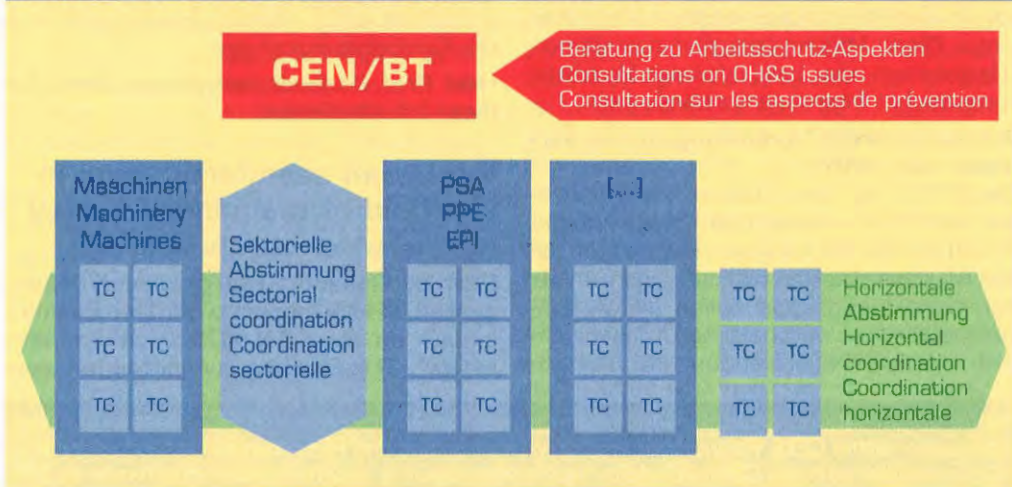 CEN/BT
Beratung zu Arbeitsschutz-Aspekten
Consultations on OH&S issues
Consultation sur les aspects de prévention
Maschinen
Machinery
Machines
TC TC
TC TC
TC TC
Sektorielle
Abstimmung
Sectorial
coordination
Coordination
sectorielle
PSA
PPE
EPI
TC TC
TC TC
TC TC
[...]
TC TC
TC TC
TC TC
TC TC
TC TC
TC TC
Horizontale
Abstimmung
Horizontal
coordination
Coordination
horizontale